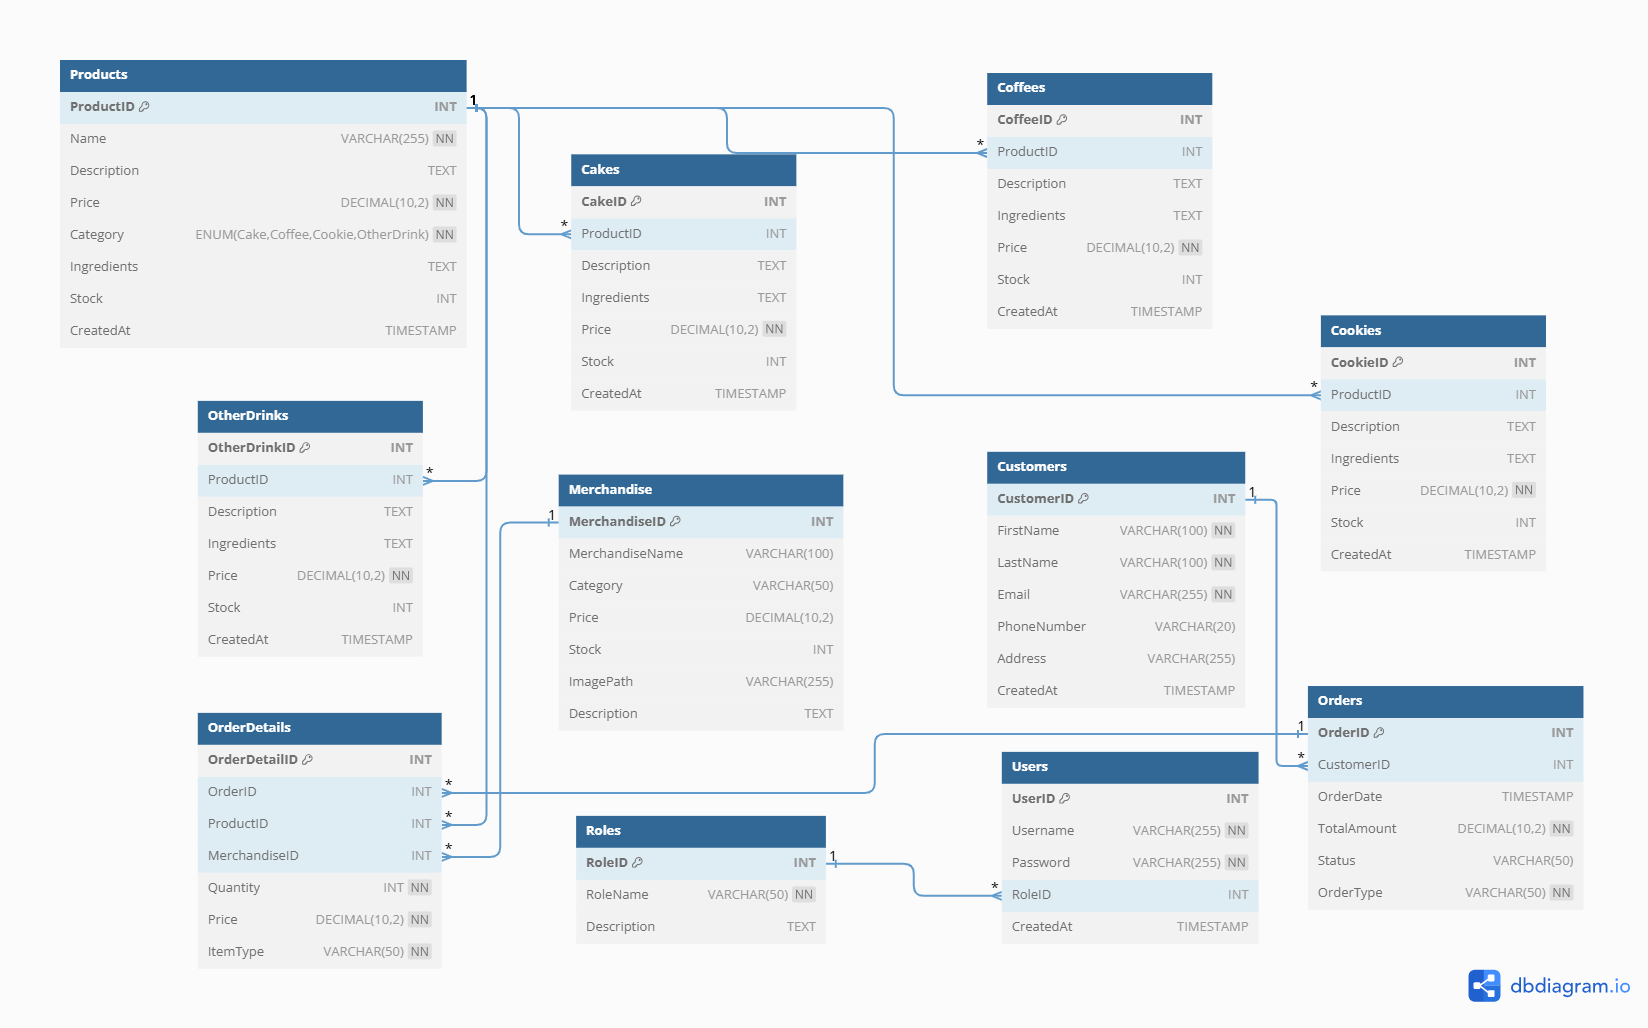 Products
ProductID INT
Name VARCHAR(255) NN
Description TEXT
Price DECIMAL(10,2) NN
Category ENUM(Cake,Coffee,Cookie,OtherDrink) NN
Ingredients TEXT
Stock INT
CreatedAt TIMESTAMP
1
Coffees
CoffeeID INT
* ProductID INT
Description TEXT
Ingredients TEXT
Price DECIMAL(10,2) NN
Stock INT
CreatedAt TIMESTAMP
Cakes
CakeID INT
* ProductID INT
Description TEXT
Ingredients TEXT
Price DECIMAL(10,2) NN
Stock INT
CreatedAt TIMESTAMP
Cookies
CookieID INT
* ProductID INT
Description TEXT
Ingredients TEXT
Price DECIMAL(10,2) NN
Stock INT
CreatedAt TIMESTAMP
OtherDrinks
OtherDrinkID INT
ProductID INT *
Description TEXT
Ingredients TEXT
Price DECIMAL(10,2) NN
Stock INT
CreatedAt TIMESTAMP
Merchandise
1 MerchandiseID INT
MerchandiseName VARCHAR(100)
Category VARCHAR(50)
Price DECIMAL(10,2)
Stock INT
ImagePath VARCHAR(255)
Description TEXT
Customers
CustomerID INT 1
FirstName VARCHAR(100) NN
LastName VARCHAR(100) NN
Email VARCHAR(255) NN
PhoneNumber VARCHAR(20)
Address VARCHAR(255)
CreatedAt TIMESTAMP
Orders
1 OrderID INT
* CustomerID INT
OrderDate TIMESTAMP
TotalAmount DECIMAL(10,2) NN
Status VARCHAR(50)
OrderType VARCHAR(50) NN
OrderDetails
OrderDetailID INT
OrderID INT *
ProductID INT *
MerchandiseID INT *
Quantity INT NN
Price DECIMAL(10,2) NN
ItemType VARCHAR(50) NN
Roles
RoleID INT 1
RoleName VARCHAR(50) NN
Description TEXT
Users
UserID INT
Username VARCHAR(255) NN
Password VARCHAR(255) NN
* RoleID INT
CreatedAt TIMESTAMP
dbdiagram.io